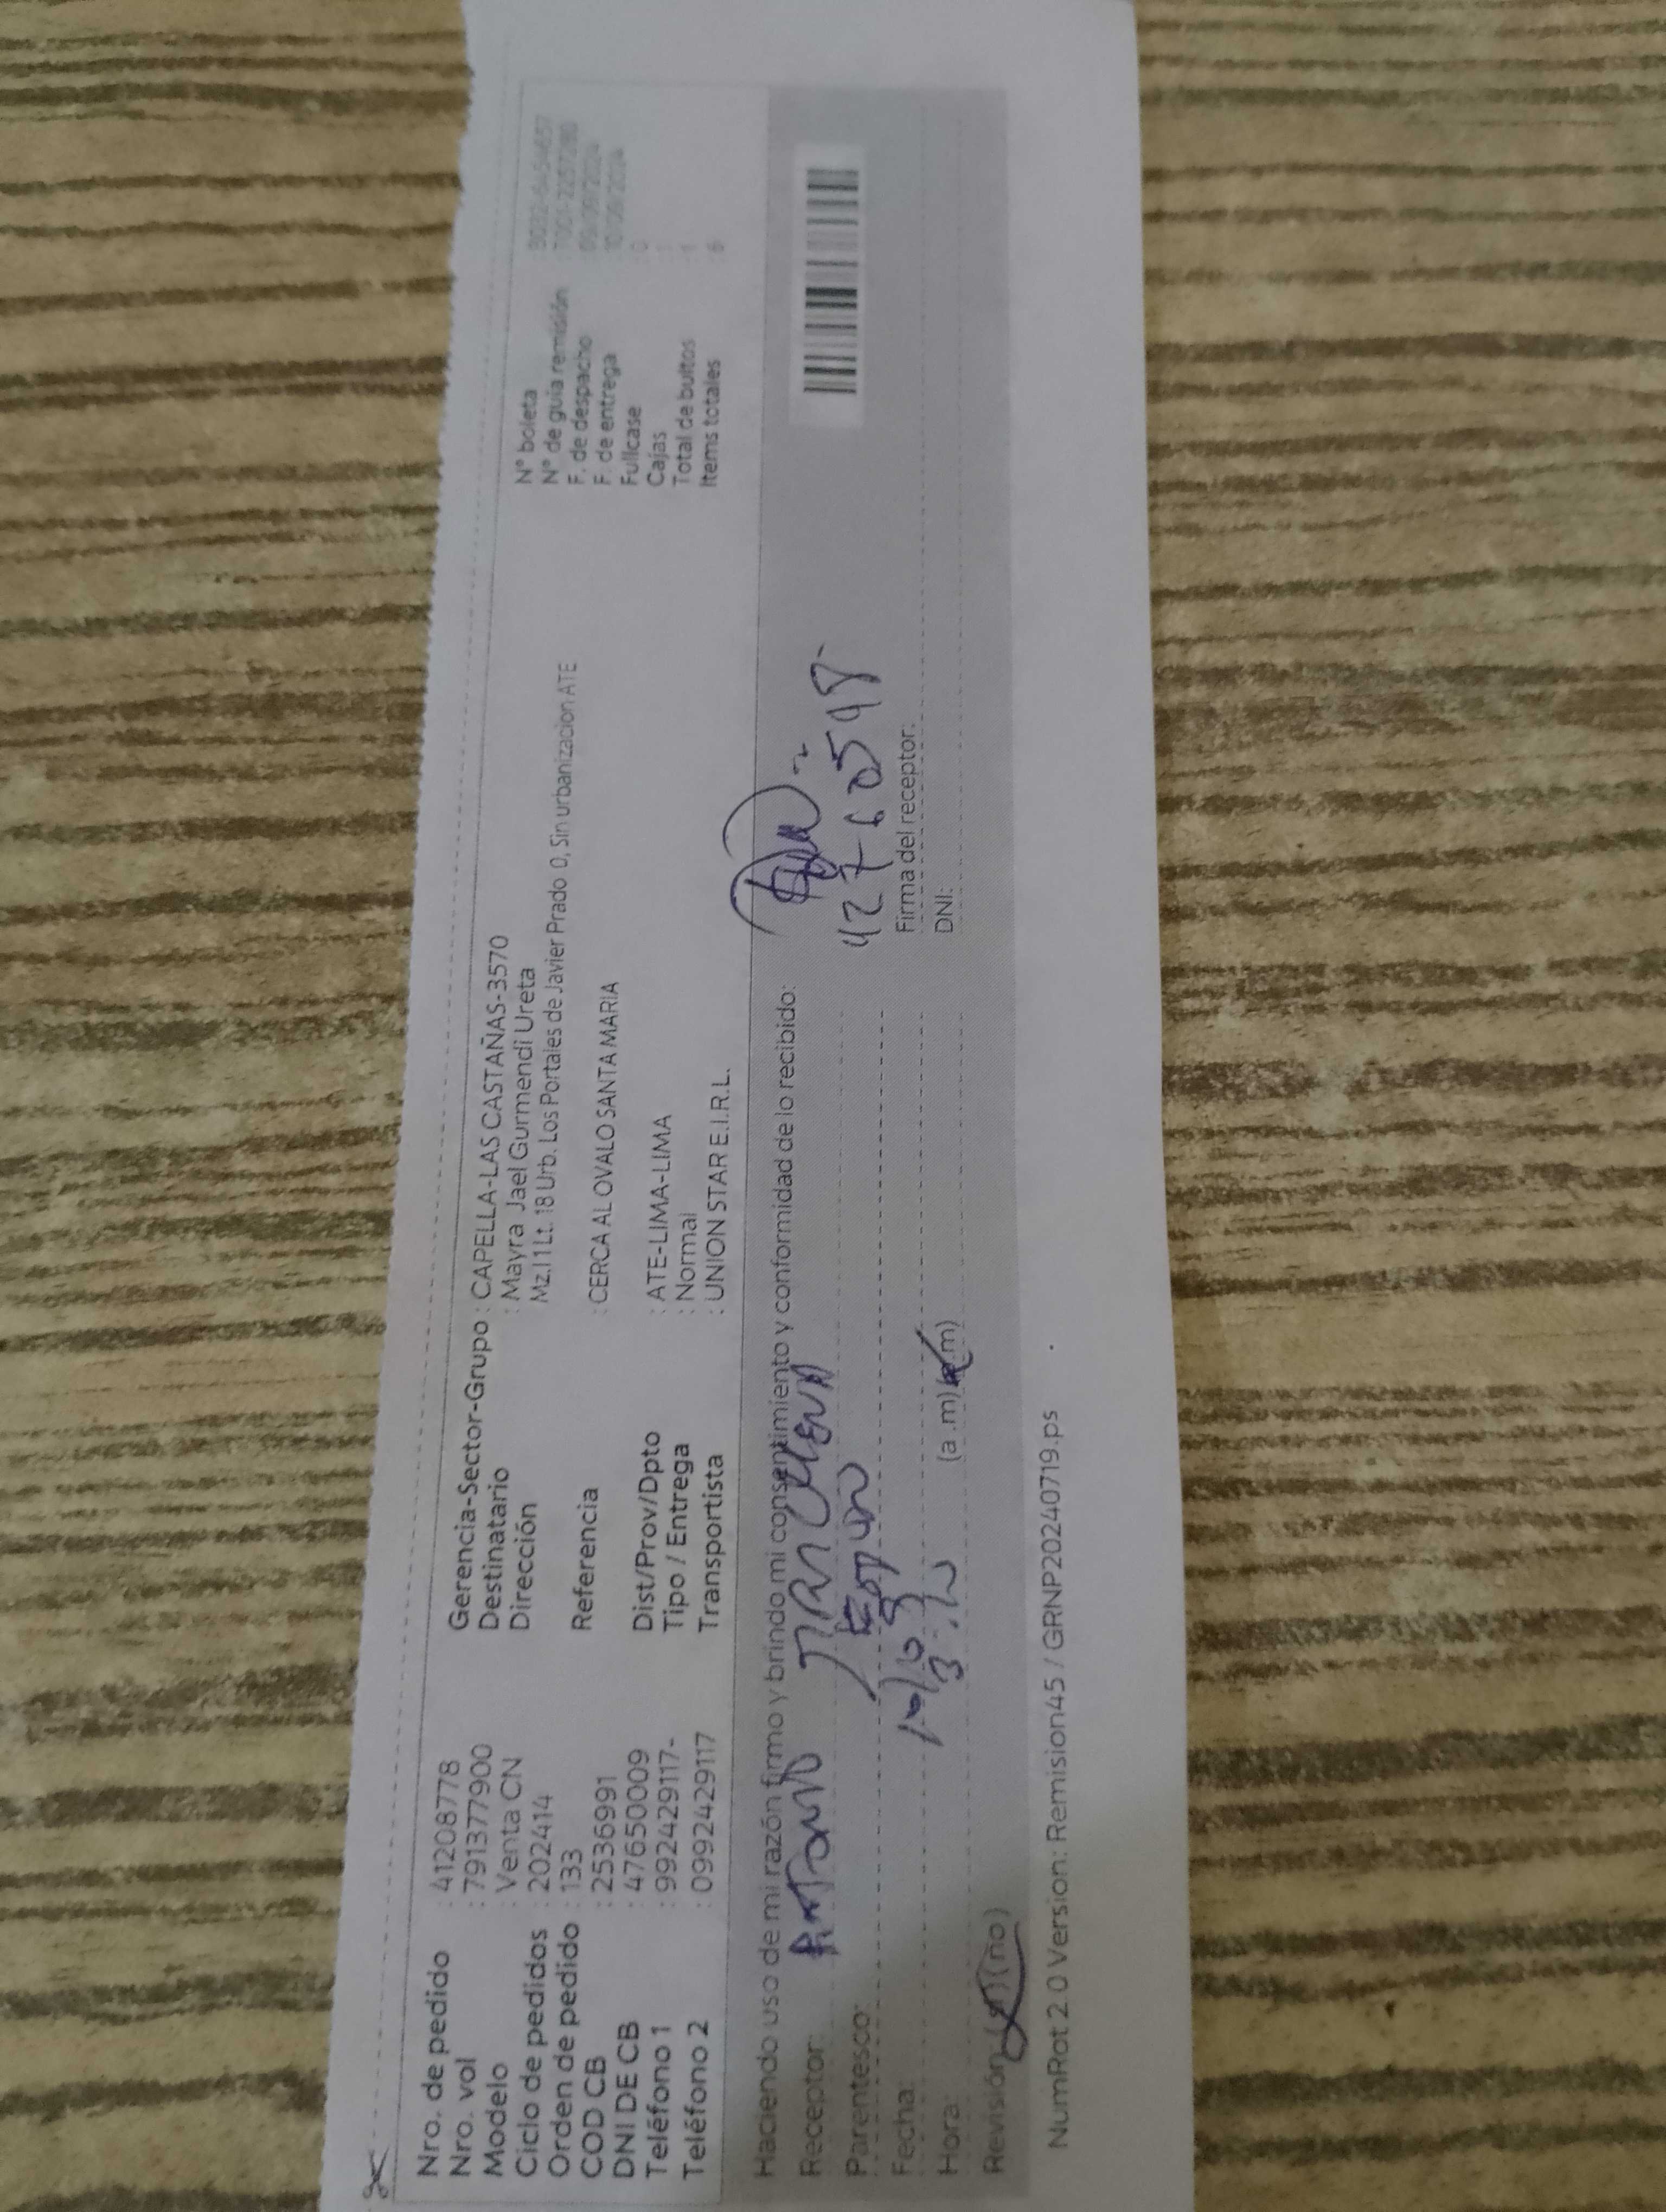 Nro. de pedido : 41208778
Nro. vol : 791377900
Modelo : Venta CN
Ciclo de pedidos : 202414
Orden de pedido : 133
COD CB : 2536991
DNI DE CB : 47650009
Teléfono 1 : 992429117-
Teléfono 2 : 0992429117
Gerencia-Sector-Grupo : CAPELLA-LAS CASTAÑAS-3570
Destinatario : Mayra Jael Gurmendi Ureta
Dirección Mz.I 1 Lt. 18 Urb. Los Portales de Javier Prado 0, Sin urbanizacion ATE
Referencia : CERCA AL OVALO SANTA MARIA
Dist/Prov/Dpto : ATE-LIMA-LIMA
Tipo / Entrega : Normal
Transportista : UNION STAR E.I.R.L.
N° boleta
N° de guia remisión
F. de despacho
F. de entrega
Fullcase
Cajas
Total de bultos
Items totales 6
Haciendo uso de mi razón firmo y brindo mi consentimiento y conformidad de lo recibido:
Receptor:
Parentesco:
Fecha:
Hora: (a.m)
Revisión (no)
42760548
Firma del receptor:
DNI:
NumRot 2.0 Version: Remision45 / GRNP20240719.ps